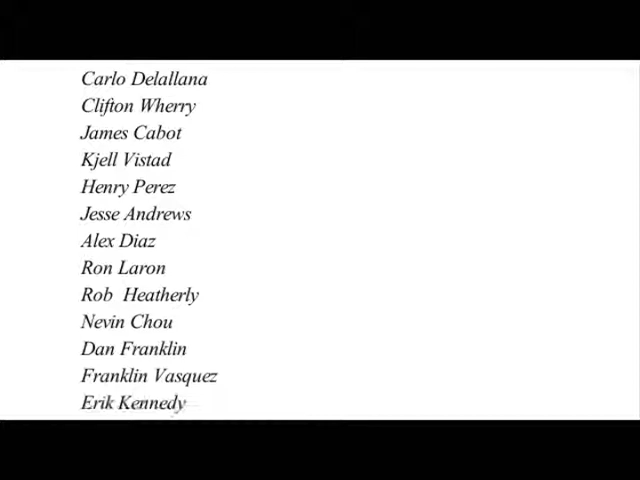 Carlo Delallana
Clifton Wherry
James Cabot
Kjell Vistad
Henry Perez
Jesse Andrews
Alex Diaz
Ron Laron
Rob  Heatherly
Nevin Chou
Dan Franklin
Franklin Vasquez
Erik Kennedy